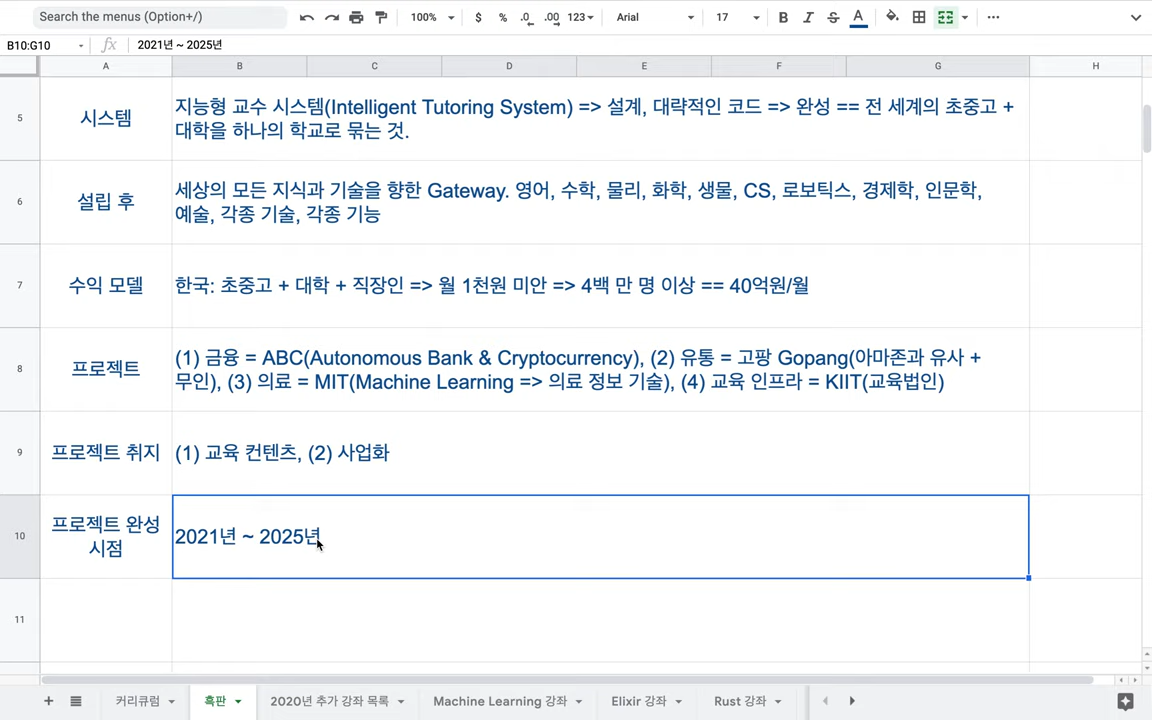 Search the menus (Option+/)
100%
$
%
.0
.00
123
Arial
17
B
I
S
A
B10:G10
fx
2021년 ~ 2025년
A
B
C
D
E
F
G
H
5
시스템
지능형 교수 시스템(Intelligent Tutoring System) => 설계, 대략적인 코드 => 완성 == 전 세계의 초중고 +
대학을 하나의 학교로 묶는 것.
6
설립 후
세상의 모든 지식과 기술을 향한 Gateway. 영어, 수학, 물리, 화학, 생물, CS, 로보틱스, 경제학, 인문학,
예술, 각종 기술, 각종 기능
7
수익 모델
한국: 초중고 + 대학 + 직장인 => 월 1천원 미안 => 4백 만 명 이상 == 40억원/월
8
프로젝트
(1) 금융 = ABC(Autonomous Bank & Cryptocurrency), (2) 유통 = 고팡 Gopang(아마존과 유사 +
무인), (3) 의료 = MIT(Machine Learning => 의료 정보 기술), (4) 교육 인프라 = KIIT(교육법인)
9
프로젝트 취지
(1) 교육 컨텐츠, (2) 사업화
10
프로젝트 완성
시점
2021년 ~ 2025년
11
커리큐럼
흑판
2020년 추가 강좌 목록
Machine Learning 강좌
Elixir 강좌
Rust 강좌